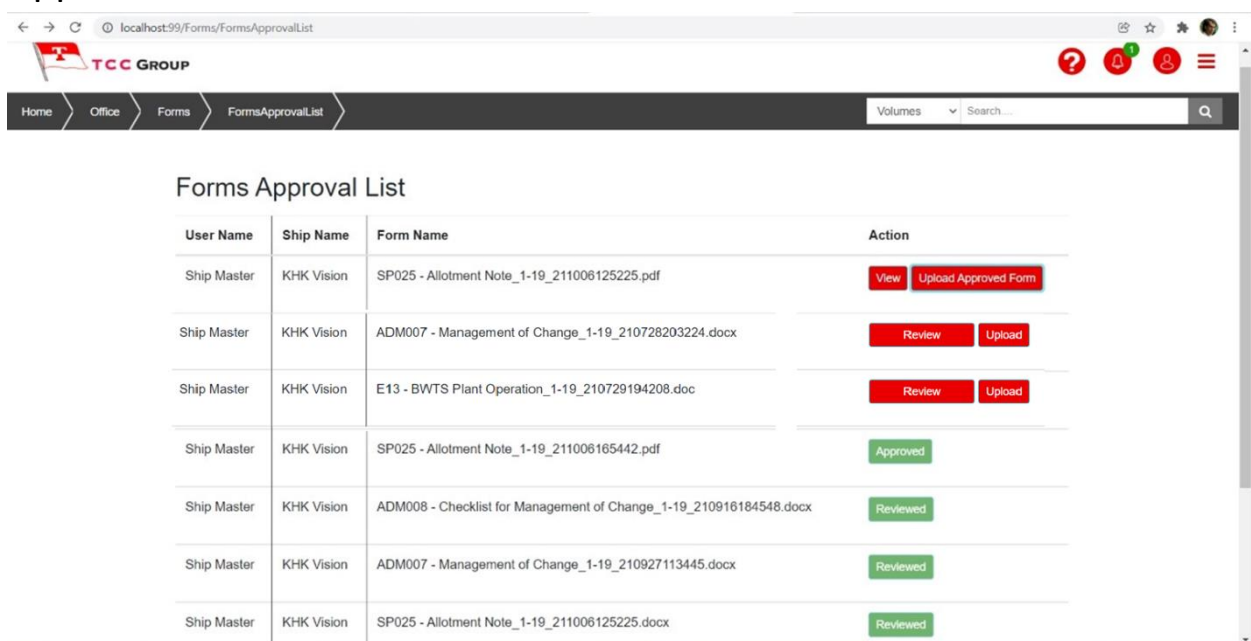 localhost:99/Forms/FormsApprovalList
T
TCC GROUP
? 1
Home Office Forms FormsApprovalList Volumes Search....
Forms Approval List
User Name Ship Name Form Name Action
Ship Master KHK Vision SP025 - Allotment Note_1-19_211006125225.pdf View Upload Approved Form
Ship Master KHK Vision ADM007 - Management of Change_1-19_210728203224.docx Review Upload
Ship Master KHK Vision E13 - BWTS Plant Operation_1-19_210729194208.doc Review Upload
Ship Master KHK Vision SP025 - Allotment Note_1-19_211006165442.pdf Approved
Ship Master KHK Vision ADM008 - Checklist for Management of Change_1-19_210916184548.docx Reviewed
Ship Master KHK Vision ADM007 - Management of Change_1-19_210927113445.docx Reviewed
Ship Master KHK Vision SP025 - Allotment Note_1-19_211006125225.docx Reviewed